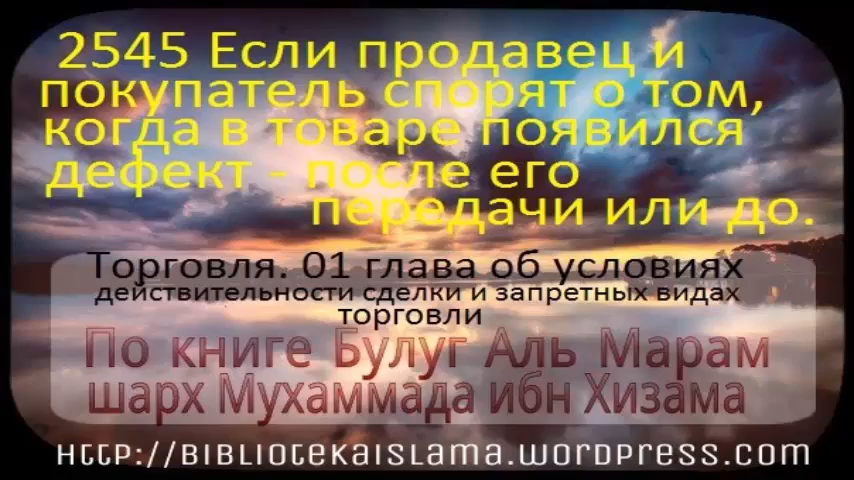 2545 Если продавец и
покупатель спорят о том,
когда в товаре появился
дефект - после его
передачи или до.
Торговля. 01 глава об условиях
действительности сделки и запретных видах
торговли
По книге Булуг Аль Марам
шарх Мухаммада ибн Хизама
http://bibliotekaislama.wordpress.com